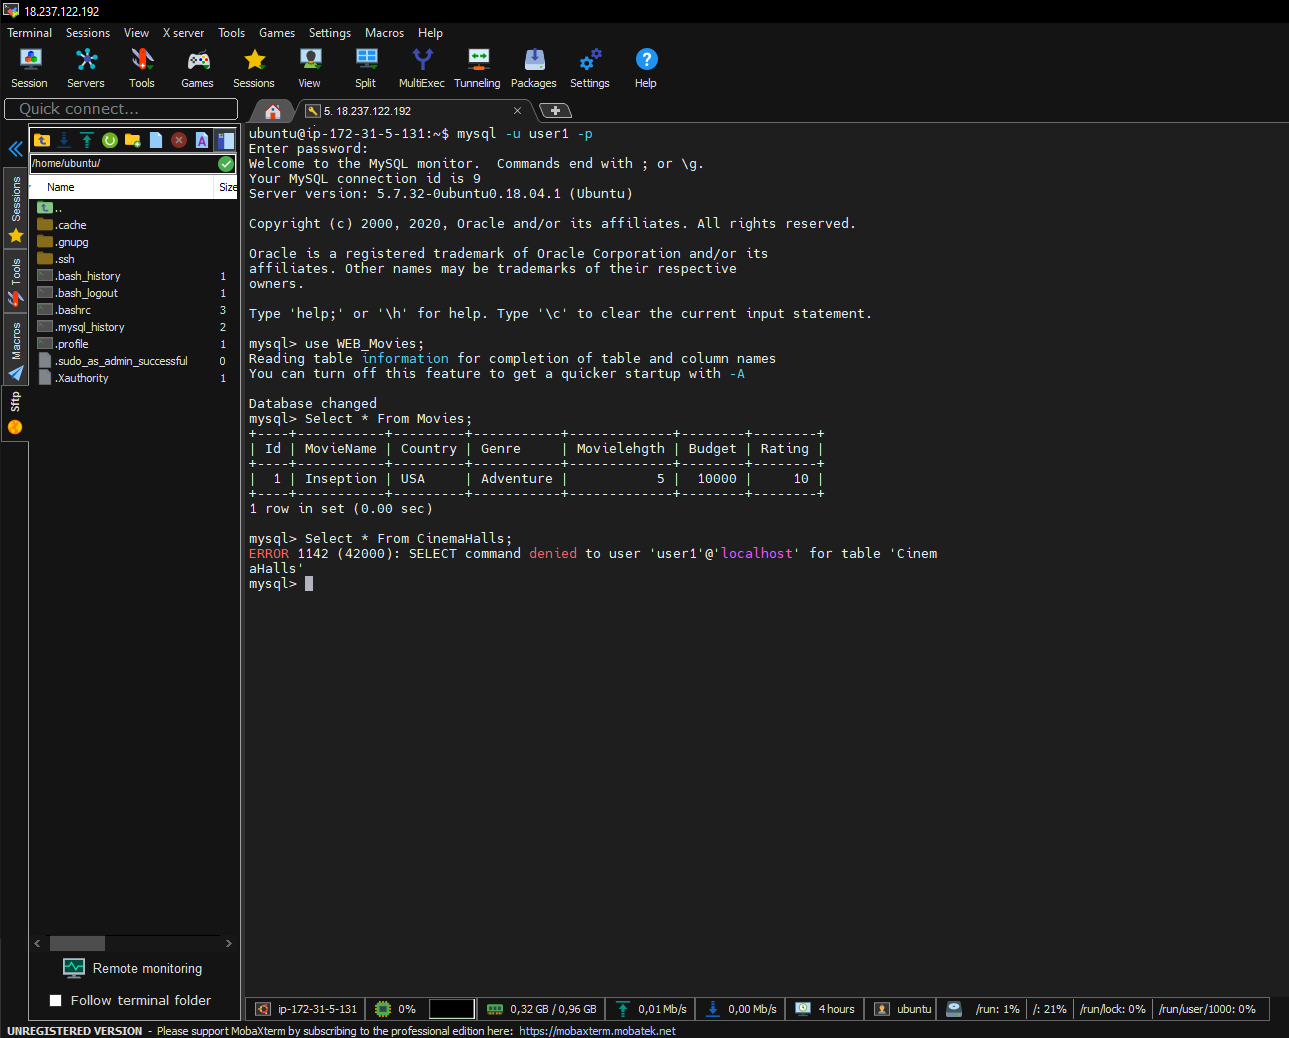 18.237.122.192
Terminal Sessions View X server Tools Games Settings Macros Help
Session Servers Tools Games Sessions View Split MultiExec Tunneling Packages Settings Help
Quick connect...
5. 18.237.122.192
/home/ubuntu/
Name Size
..
.cache
.gnupg
.ssh
.bash_history 1
.bash_logout 1
.bashrc 3
.mysql_history 2
.profile 1
.sudo_as_admin_successful 0
.Xauthority 1
Sessions
Tools
Macros
Sftp
ubuntu@ip-172-31-5-131:~$ mysql -u user1 -p
Enter password:
Welcome to the MySQL monitor.  Commands end with ; or \g.
Your MySQL connection id is 9
Server version: 5.7.32-0ubuntu0.18.04.1 (Ubuntu)
Copyright (c) 2000, 2020, Oracle and/or its affiliates. All rights reserved.
Oracle is a registered trademark of Oracle Corporation and/or its
affiliates. Other names may be trademarks of their respective
owners.
Type 'help;' or '\h' for help. Type '\c' to clear the current input statement.
mysql> use WEB_Movies;
Reading table information for completion of table and column names
You can turn off this feature to get a quicker startup with -A
Database changed
mysql> Select * From Movies;
+----+-----------+---------+-----------+-------------+--------+--------+
| Id | MovieName | Country | Genre     | Movielehgth | Budget | Rating |
+----+-----------+---------+-----------+-------------+--------+--------+
|  1 | Inseption | USA     | Adventure |           5 |  10000 |     10 |
+----+-----------+---------+-----------+-------------+--------+--------+
1 row in set (0.00 sec)
mysql> Select * From CinemaHalls;
ERROR 1142 (42000): SELECT command denied to user 'user1'@'localhost' for table 'Cinem
aHalls'
mysql>
Remote monitoring
Follow terminal folder
ip-172-31-5-131 0% 0,32 GB / 0,96 GB 0,01 Mb/s 0,00 Mb/s 4 hours ubuntu /run: 1% /: 21% /run/lock: 0% /run/user/1000: 0%
UNREGISTERED VERSION - Please support MobaXterm by subscribing to the professional edition here: https://mobaxterm.mobatek.net